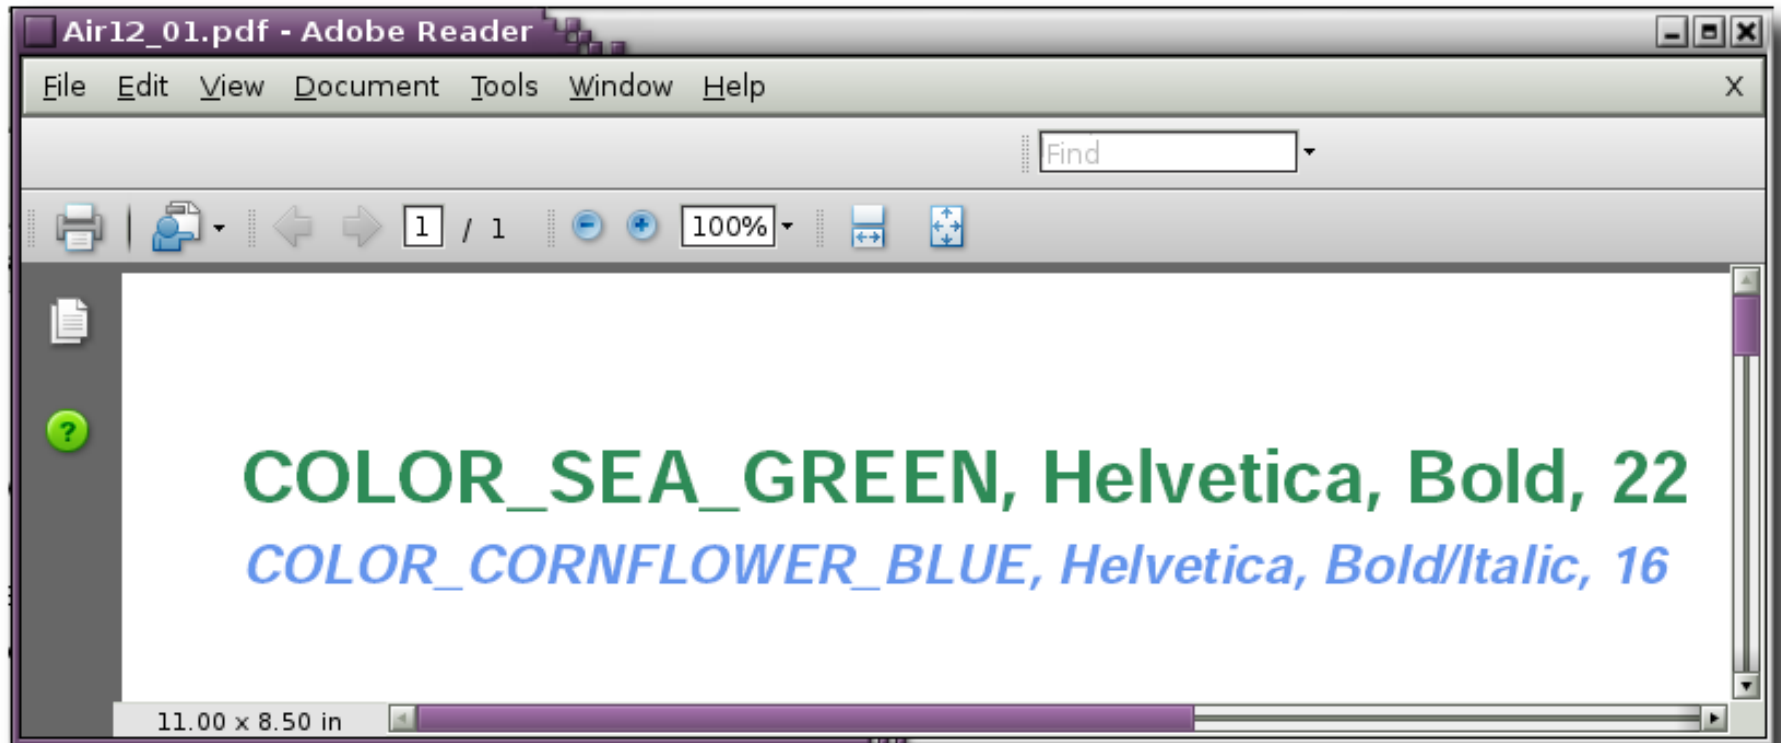 Air12_01.pdf - Adobe Reader
File Edit View Document Tools Window Help X
Find
1 / 1 100%
?
COLOR_SEA_GREEN, Helvetica, Bold, 22
COLOR_CORNFLOWER_BLUE, Helvetica, Bold/Italic, 16
11.00 x 8.50 in